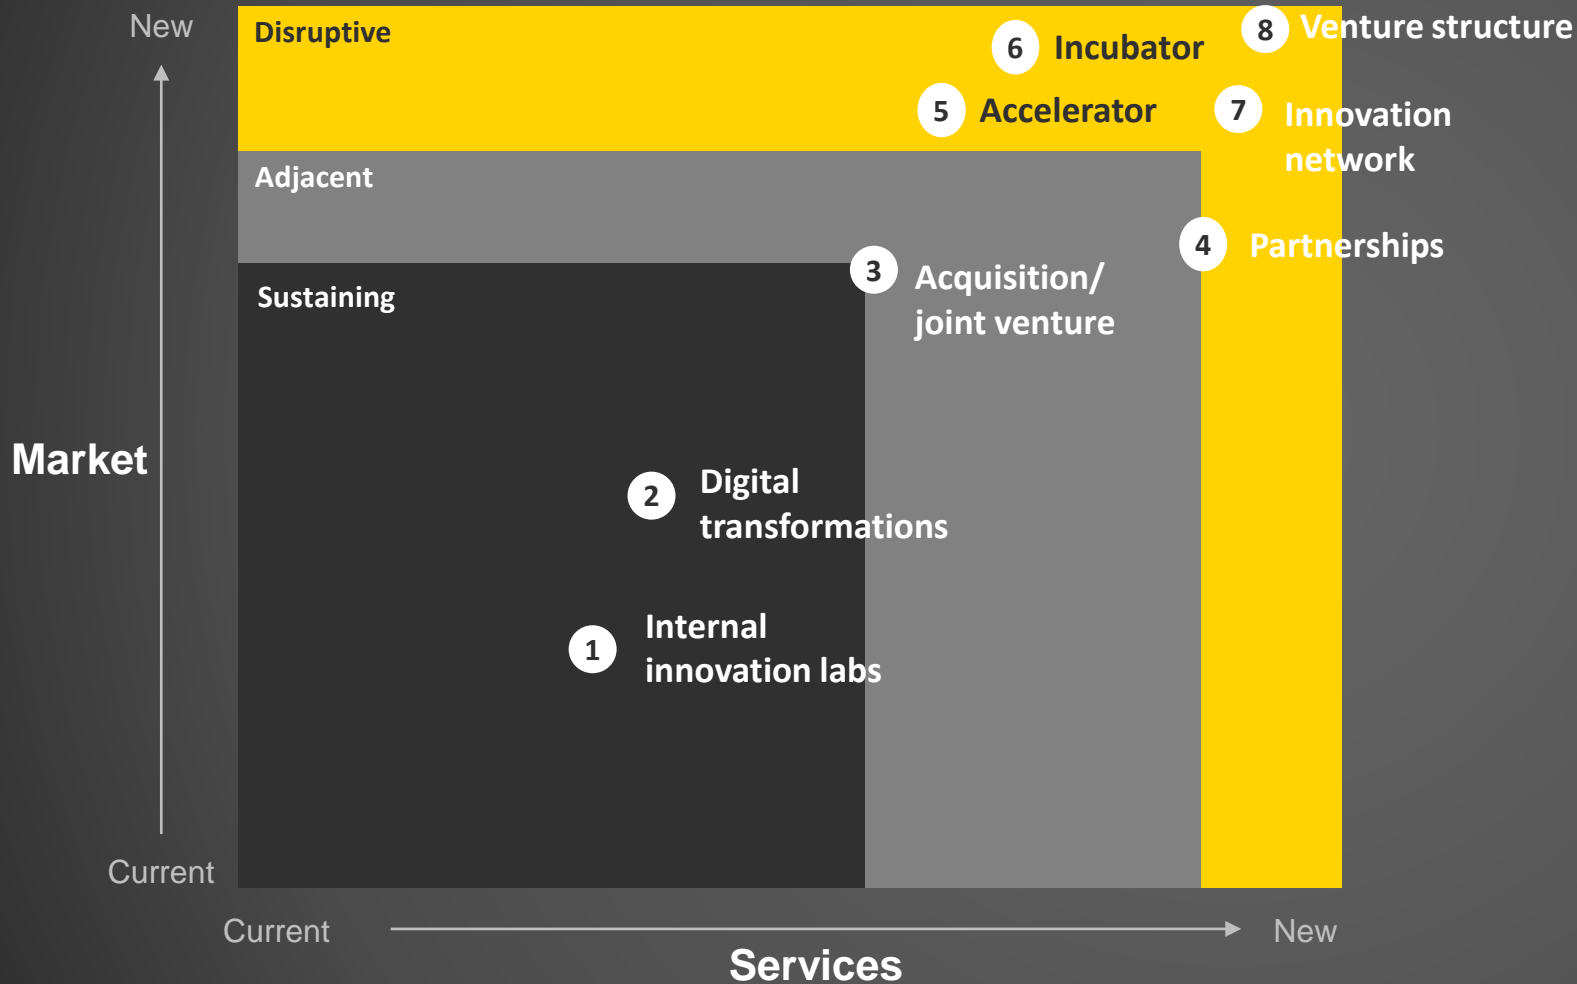 New
Disruptive
6 Incubator
8 Venture structure
5 Accelerator
7 Innovation
network
Adjacent
4 Partnerships
3 Acquisition/
joint venture
Sustaining
Market
2 Digital
transformations
1 Internal
innovation labs
Current
Current
New
Services